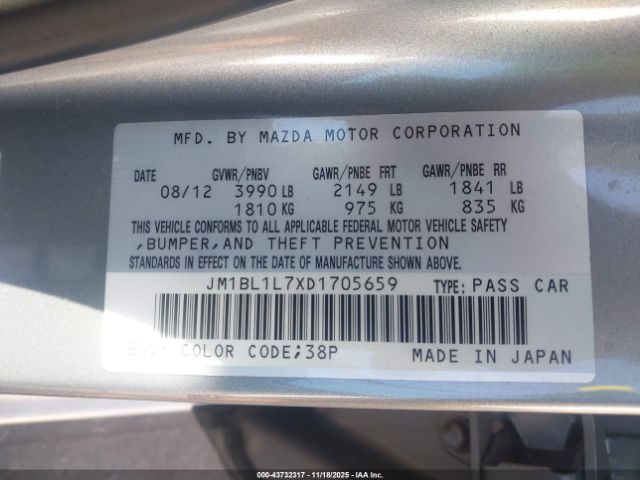 MFD. BY MAZDA MOTOR CORPORATION
DATE GVWR/PNBV GAWR/PNBE FRT GAWR/PNBE RR
08/12 3990 LB 2149 LB 1841 LB
1810 KG 975 KG 835 KG
THIS VEHICLE CONFORMS TO ALL APPLICABLE FEDERAL MOTOR VEHICLE SAFETY
,BUMPER,AND THEFT PREVENTION
STANDARDS IN EFFECT ON THE DATE OF MANUFACTURE SHOWN ABOVE.
JM1BL1L7XD1705659 TYPE: PASS CAR
COLOR CODE;38P MADE IN JAPAN
000-43732317 - 11/18/2025 - IAA, Inc.